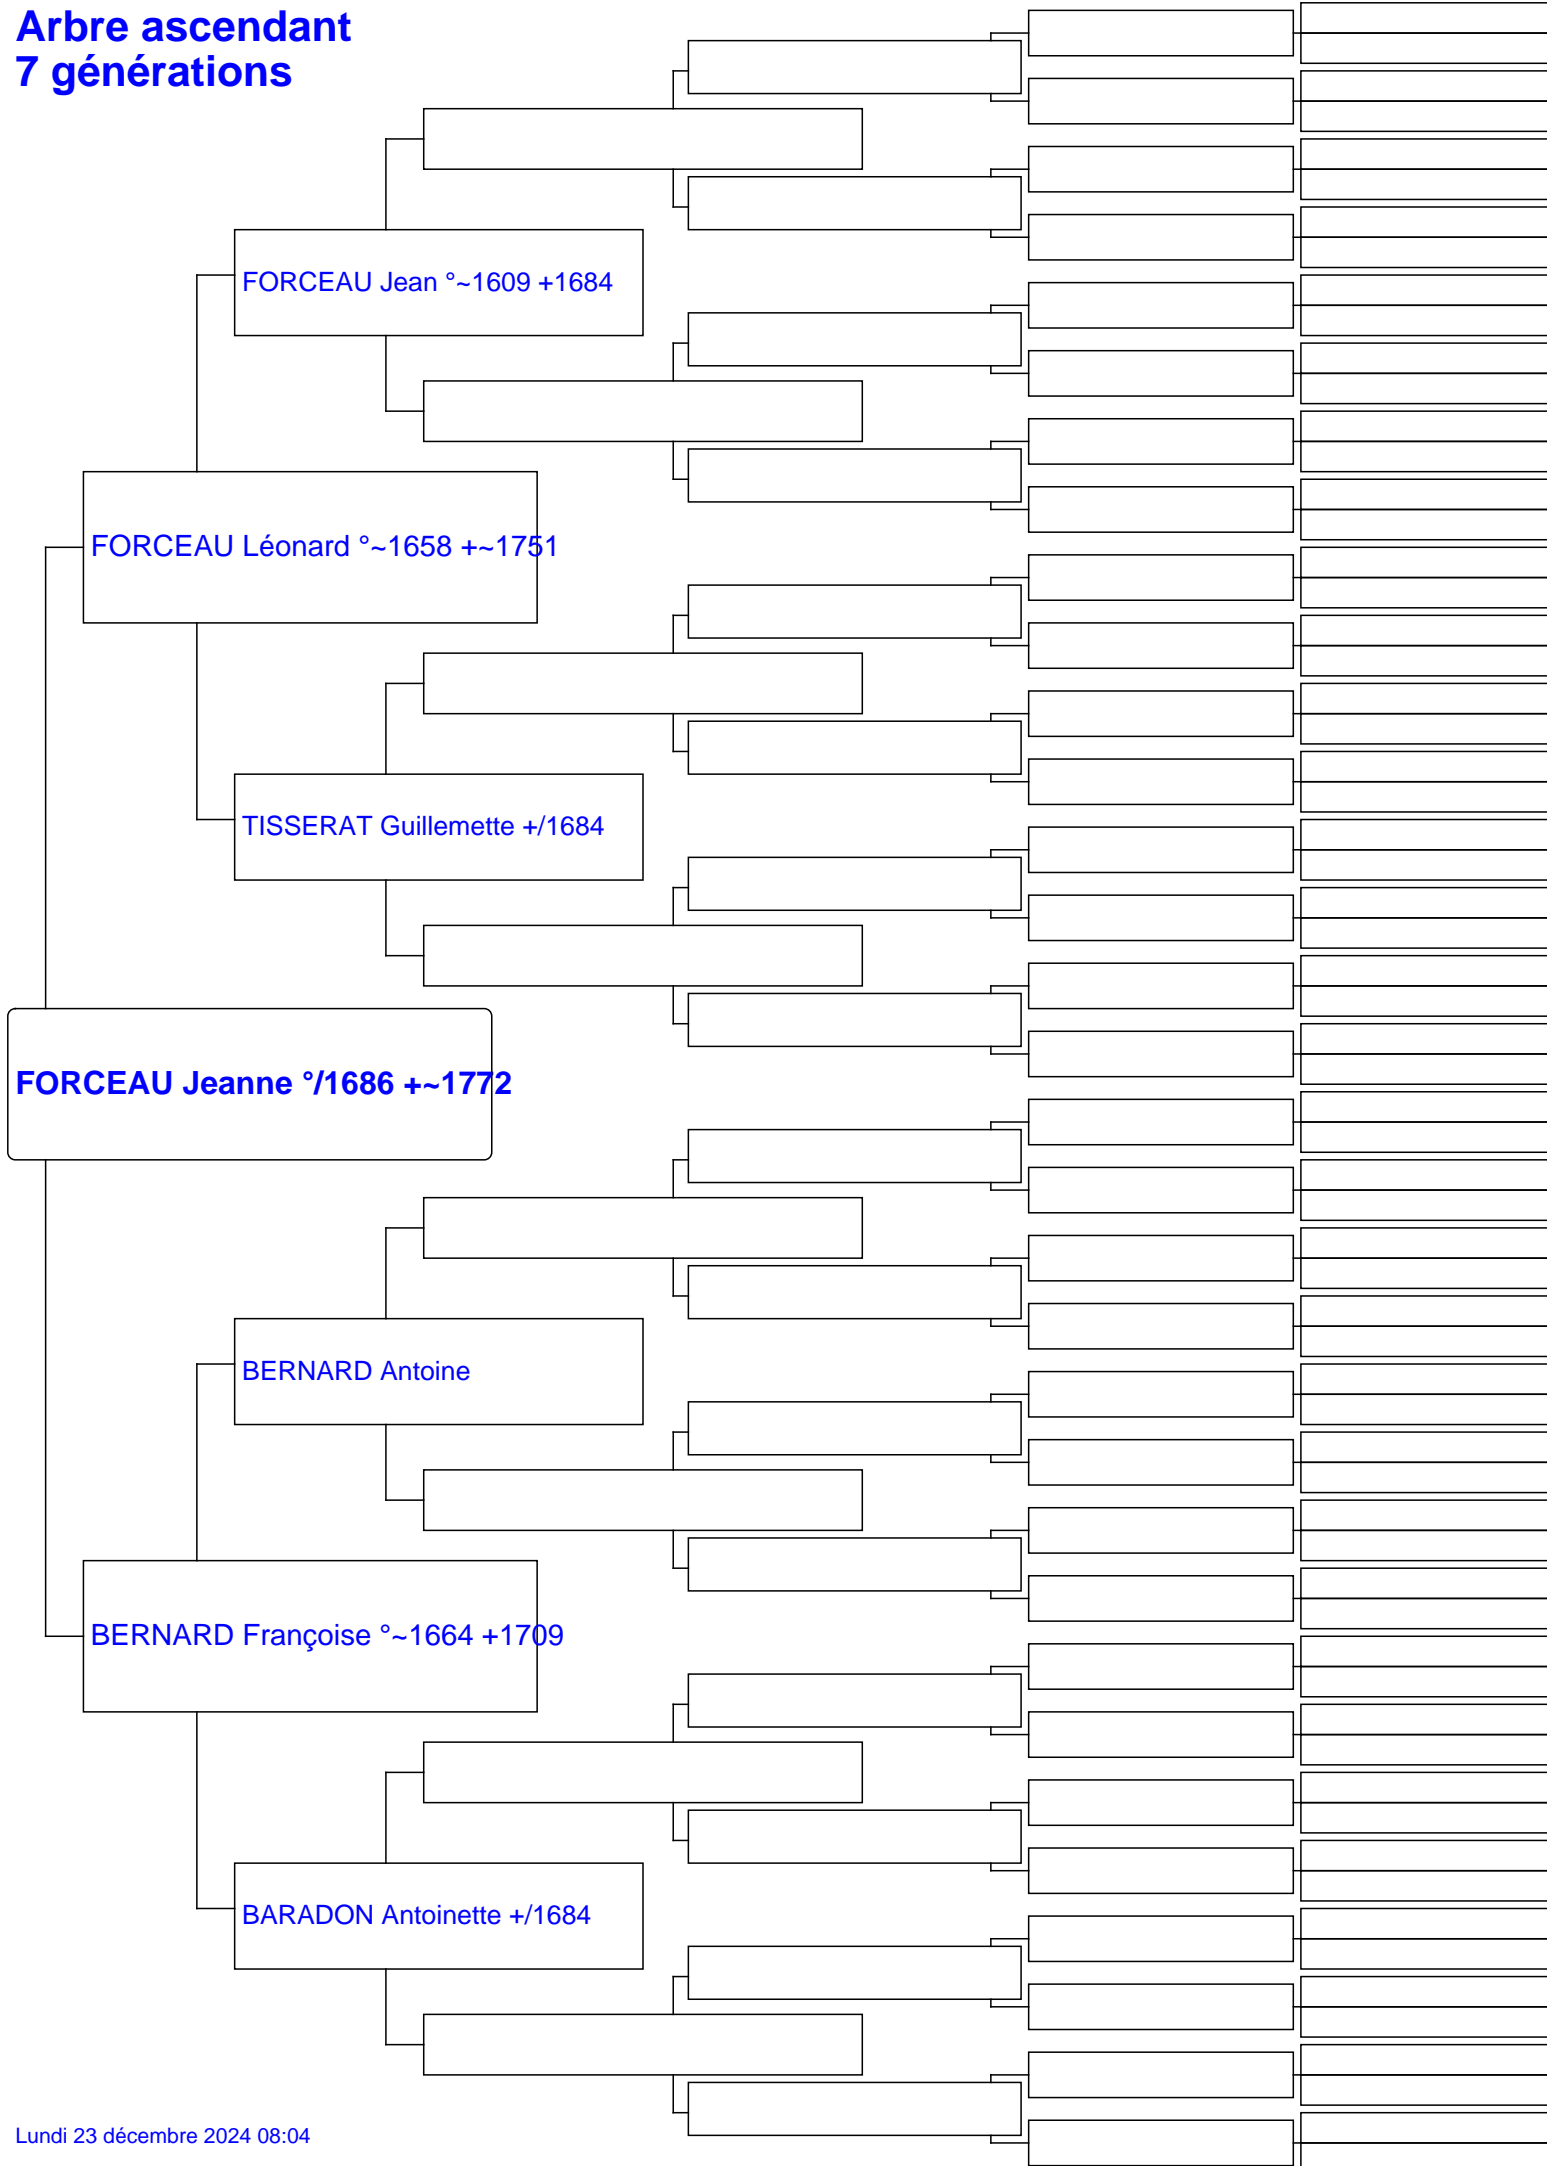 Arbre ascendant
7 générations
FORCEAU Jean °~1609 +1684
FORCEAU Léonard °~1658 +~1751
TISSERAT Guillemette +/1684
FORCEAU Jeanne °/1686 +~1772
BERNARD Antoine
BERNARD Françoise °~1664 +1709
BARADON Antoinette +/1684
Lundi 23 décembre 2024 08:04